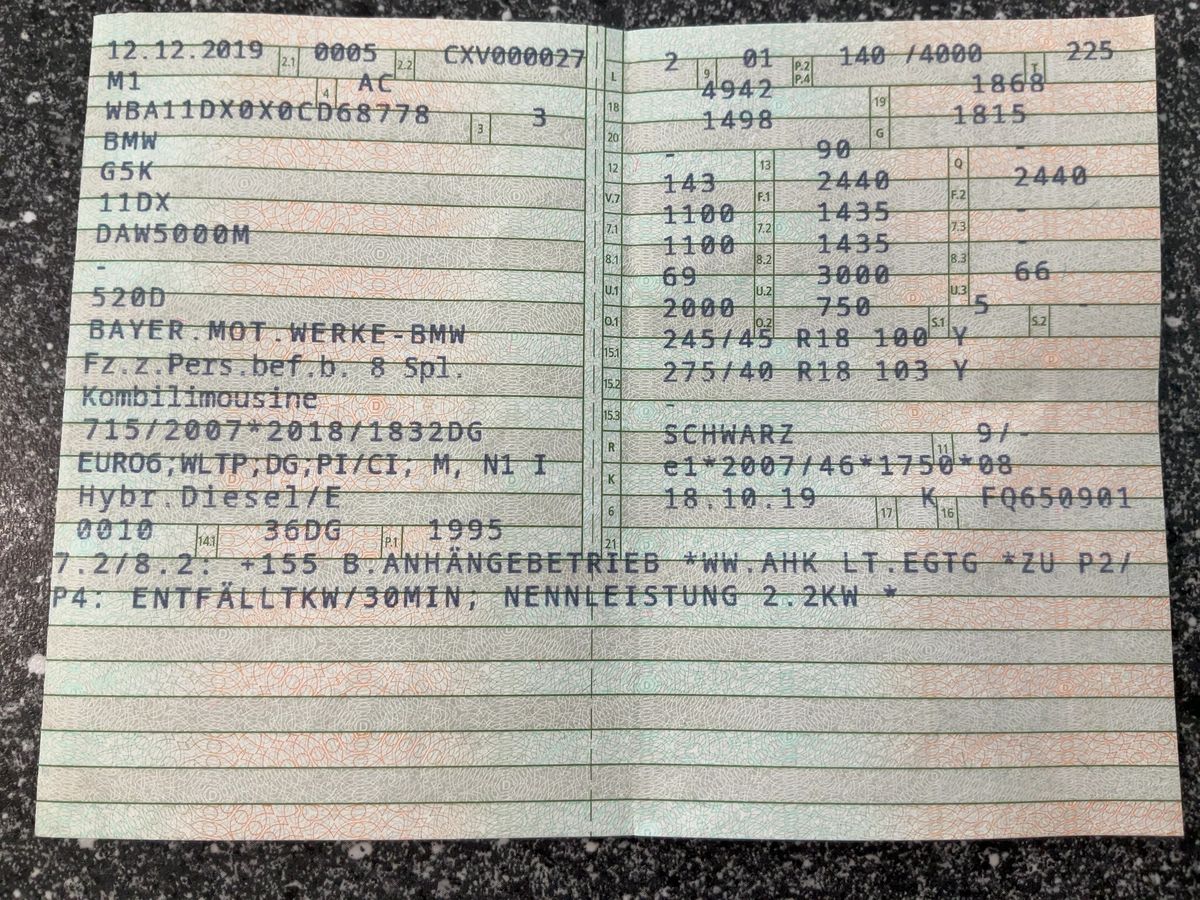 12.12.2019 2.1 0005 2.2 CXV000027
M1 4 AC
WBA11DX0X0CD68778 3 3
BMW
G5K
11DX
DAW5000M
-
520D
BAYER.MOT.WERKE-BMW
Fz.z.Pers.bef.b. 8 Spl.
Kombilimousine
715/2007*2018/1832DG
EURO6;WLTP;DG;PI/CI; M, N1 I
Hybr.Diesel/E
0010 14.1 36DG P.1 1995
L 2 9 01 P.2 P.4 140 /4000 T 225
18 4942 19 1868
20 1498 G 1815
12 - 13 90 Q -
V.7 143 F.1 2440 F.2 2440
7.1 1100 7.2 1435 7.3 -
8.1 1100 8.2 1435 8.3 -
U.1 69 U.2 3000 U.3 66
O.1 2000 O.2 750 S.1 5 S.2 -
15.1 245/45 R18 100 Y
15.2 275/40 R18 103 Y
15.3 -
R SCHWARZ 11 9/-
K e1*2007/46*1750*08
6 18.10.19 17 K 16 FQ650901
21
7.2/8.2: +155 B.ANHÄNGEBETRIEB *WW.AHK LT.EGTG *ZU P2/
P4: ENTFÄLLTKW/30MIN; NENNLEISTUNG 2.2KW *